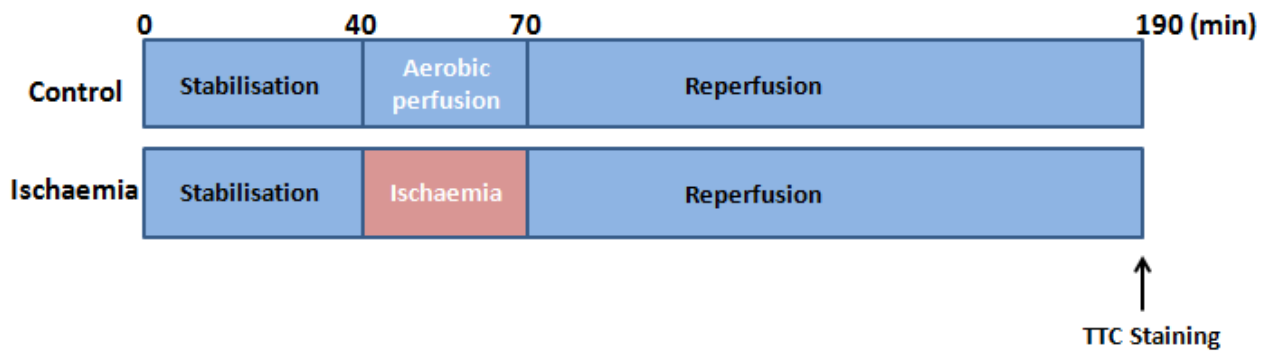 0 40 70 190 (min)
Control Stabilisation Aerobic perfusion Reperfusion
Ischaemia Stabilisation Ischaemia Reperfusion
TTC Staining